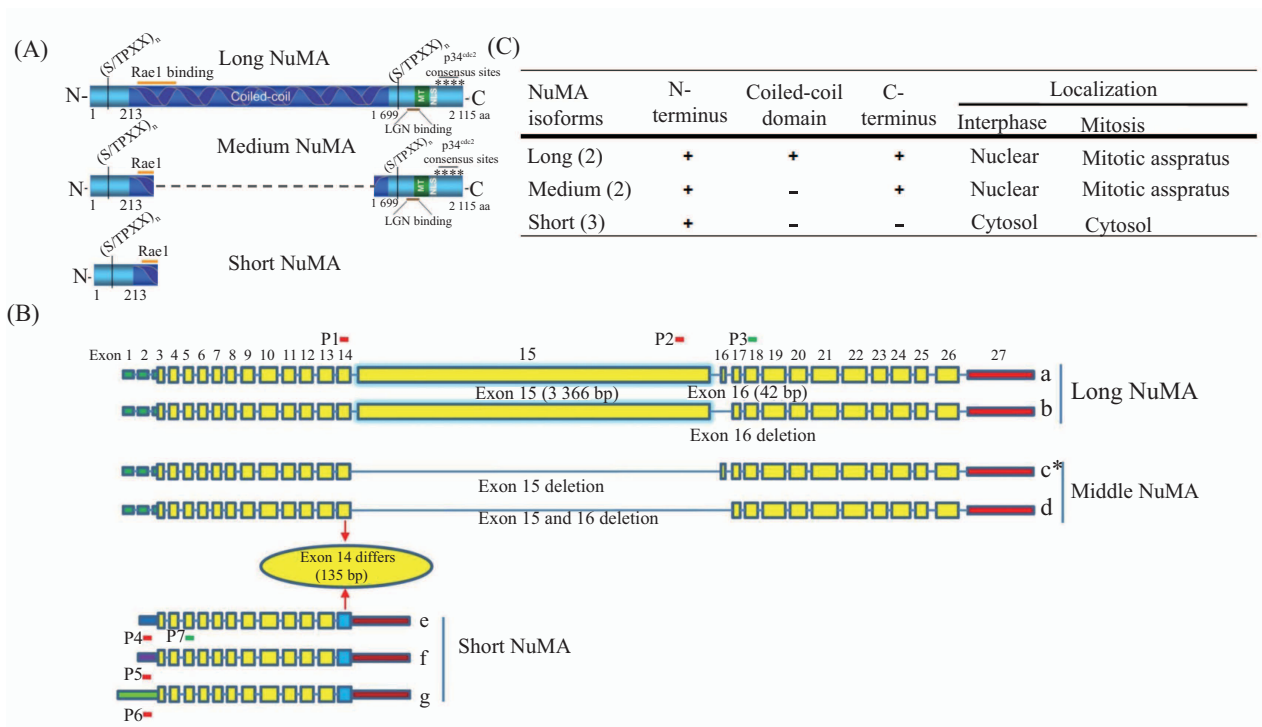 (A)
(S/TPXX)n
Long NuMA
Rae1 binding
(S/TPXX)n
p34cdc2
consensus sites
****
N-
Coiled-coil
MT
NLS
-C
1
213
1 699
2 115 aa
LGN binding
Medium NuMA
(S/TPXX)n
Rae1
(S/TPXX)n
p34cdc2
consensus sites
****
N-
MT
NLS
-C
1
213
1 699
2 115 aa
LGN binding
(S/TPXX)n
Rae1
N-
Short NuMA
1
213
(C)
NuMA isoforms
N-terminus
Coiled-coil domain
C-terminus
Localization
Interphase
Mitosis
Long (2) + + + Nuclear Mitotic asspratus
Medium (2) + − + Nuclear Mitotic asspratus
Short (3) + − − Cytosol Cytosol
(B)
P1
P2
P3
Exon 1 2 3 4 5 6 7 8 9 10 11 12 13 14 15 16 17 18 19 20 21 22 23 24 25 26 27
a
Exon 15 (3 366 bp)
Exon 16 (42 bp)
Long NuMA
b
Exon 16 deletion
c*
Exon 15 deletion
Middle NuMA
d
Exon 15 and 16 deletion
Exon 14 differs
(135 bp)
e
P4
P7
Short NuMA
f
P5
g
P6